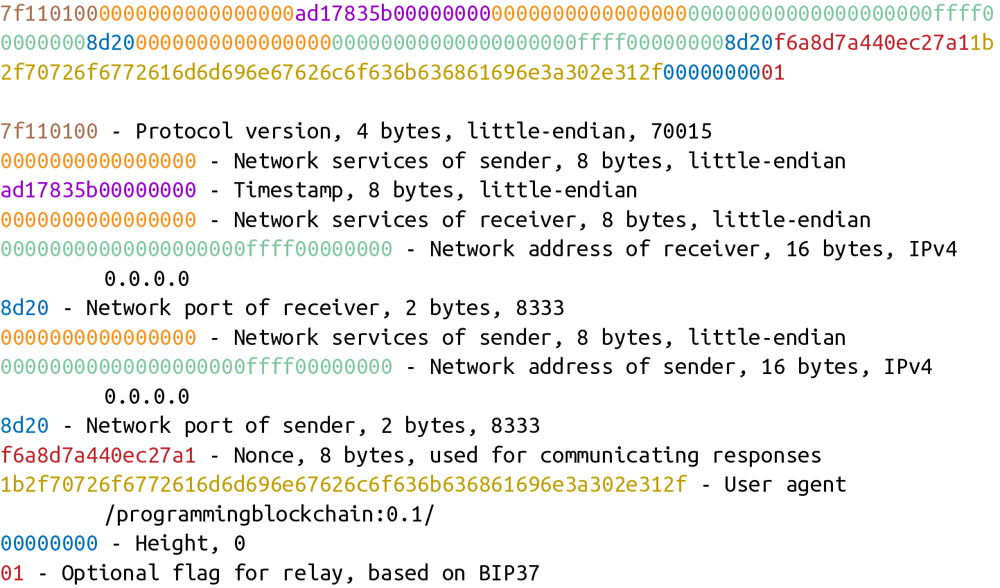 7f1101000000000000000000ad17835b00000000000000000000000000000000000000000000ffff0
00000008d20000000000000000000000000000000000000ffff000000008d20f6a8d7a440ec27a11b
2f70726f6772616d6d696e67626c6f636b636861696e3a302e312f0000000001
7f110100 - Protocol version, 4 bytes, little-endian, 70015
0000000000000000 - Network services of sender, 8 bytes, little-endian
ad17835b00000000 - Timestamp, 8 bytes, little-endian
0000000000000000 - Network services of receiver, 8 bytes, little-endian
00000000000000000000ffff00000000 - Network address of receiver, 16 bytes, IPv4
0.0.0.0
8d20 - Network port of receiver, 2 bytes, 8333
0000000000000000 - Network services of sender, 8 bytes, little-endian
00000000000000000000ffff00000000 - Network address of sender, 16 bytes, IPv4
0.0.0.0
8d20 - Network port of sender, 2 bytes, 8333
f6a8d7a440ec27a1 - Nonce, 8 bytes, used for communicating responses
1b2f70726f6772616d6d696e67626c6f636b636861696e3a302e312f - User agent
/programmingblockchain:0.1/
00000000 - Height, 0
01 - Optional flag for relay, based on BIP37